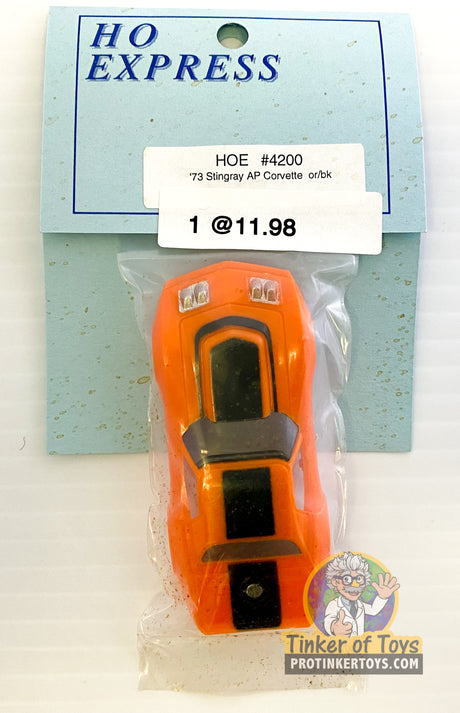 HO
EXPRESS
HOE #4200
'73 Stingray AP Corvette or/bk
1 @11.98
Tinker of Toys
PROTINKERTOYS.COM